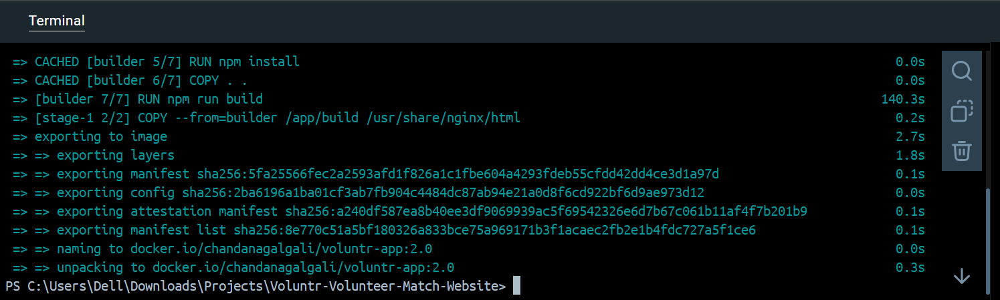 Terminal
=> CACHED [builder 5/7] RUN npm install 0.0s
=> CACHED [builder 6/7] COPY . . 0.0s
=> [builder 7/7] RUN npm run build 140.3s
=> [stage-1 2/2] COPY --from=builder /app/build /usr/share/nginx/html 0.2s
=> exporting to image 2.7s
=> => exporting layers 1.8s
=> => exporting manifest sha256:5fa25566fec2a2593afd1f826a1c1fbe604a4293fdeb55cfdd42dd4ce3d1a97d 0.1s
=> => exporting config sha256:2ba6196a1ba01cf3ab7fb904c4484dc87ab94e21a0d8f6cd922bf6d9ae973d12 0.0s
=> => exporting attestation manifest sha256:a240df587ea8b40ee3df9069939ac5f69542326e6d7b67c061b11af4f7b201b9 0.1s
=> => exporting manifest list sha256:8e770c51a5bf180326a833bce75a969171b3f1acaec2fb2e1b4fdc727a5f1ce6 0.1s
=> => naming to docker.io/chandanagalgali/voluntr-app:2.0 0.0s
=> => unpacking to docker.io/chandanagalgali/voluntr-app:2.0 0.3s
PS C:\Users\Dell\Downloads\Projects\Voluntr-Volunteer-Match-Website>